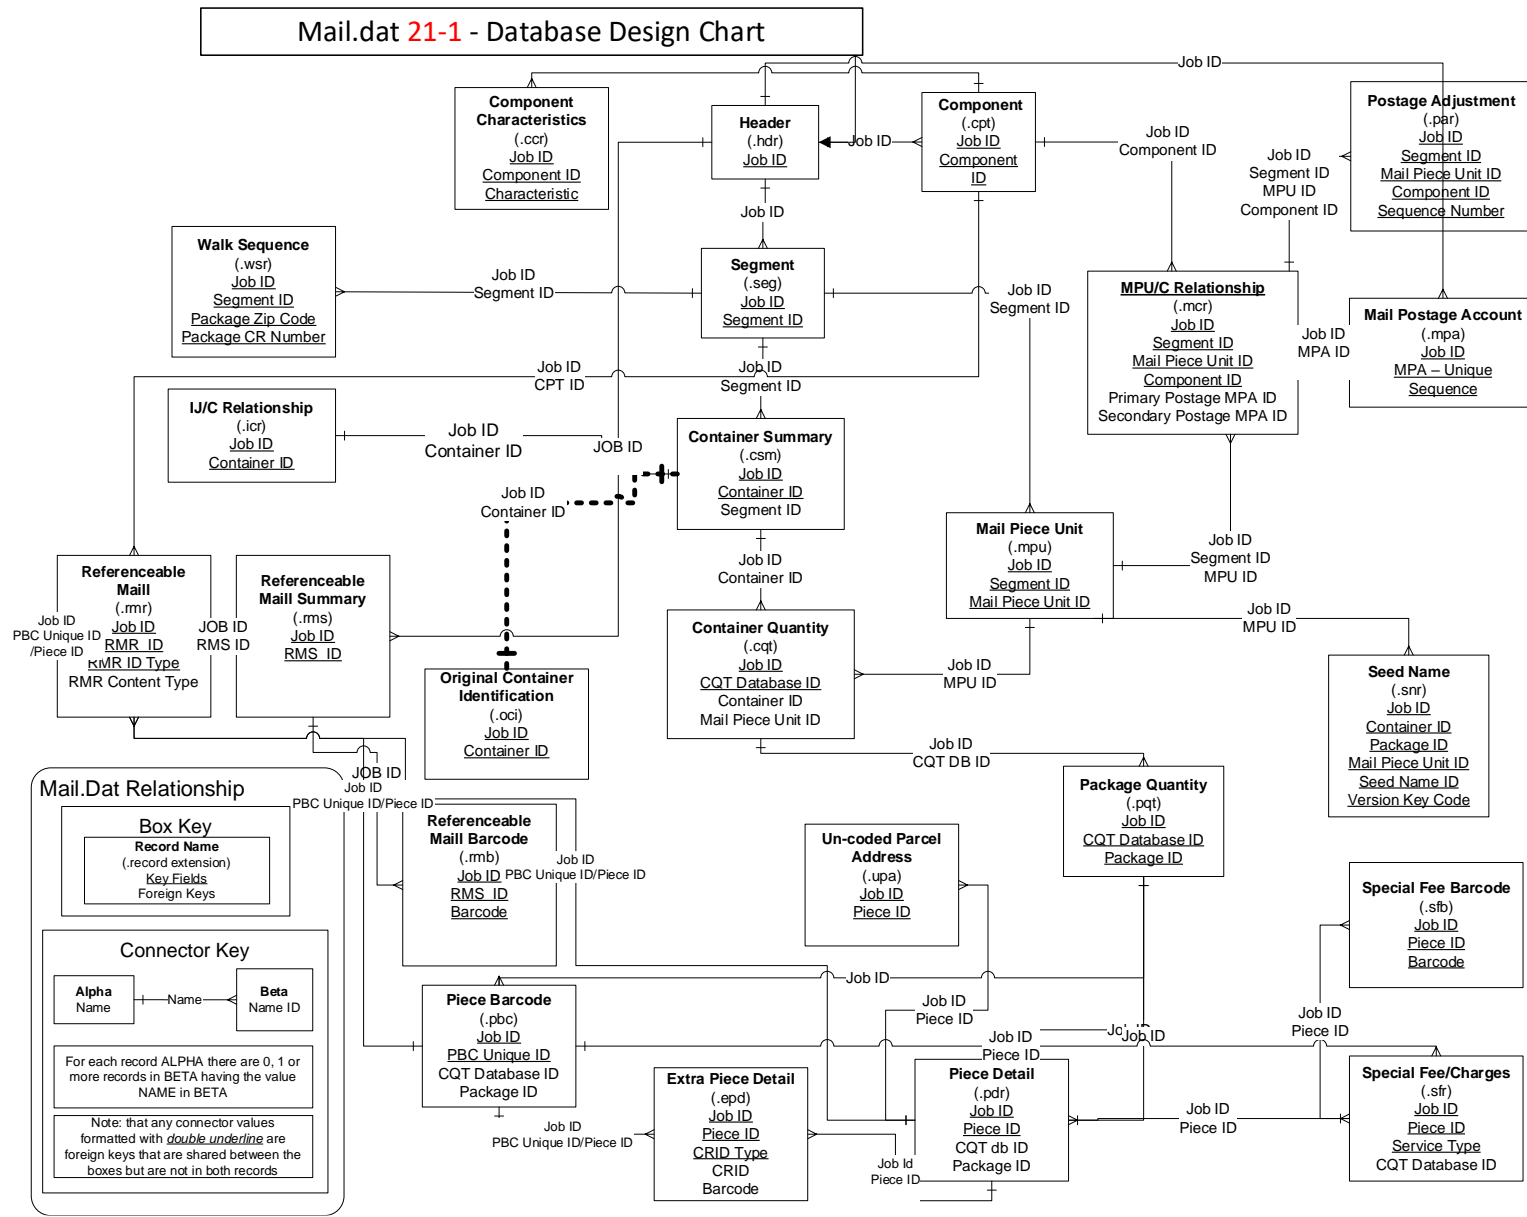 Mail.dat 21-1 - Database Design Chart
Job ID
Component
Characteristics
(.ccr)
Job ID
Component ID
Characteristic
Header
(.hdr)
Job ID
Job ID
Component
(.cpt)
Job ID
Component
ID
Job ID
Component ID
Job ID
Segment ID
MPU ID
Component ID
Postage Adjustment
(.par)
Job ID
Segment ID
Mail Piece Unit ID
Component ID
Sequence Number
Job ID
Walk Sequence
(.wsr)
Job ID
Segment ID
Package Zip Code
Package CR Number
Job ID
Segment ID
Segment
(.seg)
Job ID
Segment ID
Job ID
Segment ID
MPU/C Relationship
(.mcr)
Job ID
Segment ID
Mail Piece Unit ID
Component ID
Primary Postage MPA ID
Secondary Postage MPA ID
Job ID
MPA ID
Mail Postage Account
(.mpa)
Job ID
MPA – Unique
Sequence
Job ID
CPT ID
Job ID
Segment ID
IJ/C Relationship
(.icr)
Job ID
Container ID
Job ID
Container ID
JOB ID
Container Summary
(.csm)
Job ID
Container ID
Segment ID
Job ID
Container ID
Mail Piece Unit
(.mpu)
Job ID
Segment ID
Mail Piece Unit ID
Job ID
Segment ID
MPU ID
Job ID
Container ID
Referenceable
Maill
(.rmr)
Job ID
RMR_ID
RMR ID Type
RMR Content Type
Job ID
PBC Unique ID
/Piece ID
JOB ID
RMS ID
Referenceable
Maill Summary
(.rms)
Job ID
RMS_ID
Job ID
MPU ID
Container Quantity
(.cqt)
Job ID
CQT Database ID
Container ID
Mail Piece Unit ID
Job ID
MPU ID
Original Container
Identification
(.oci)
Job ID
Container ID
Seed Name
(.snr)
Job ID
Container ID
Package ID
Mail Piece Unit ID
Seed Name ID
Version Key Code
Job ID
CQT DB ID
JOB ID
Job ID
PBC Unique ID/Piece ID
Package Quantity
(.pqt)
Job ID
CQT Database ID
Package ID
Mail.Dat Relationship
Box Key
Record Name
(.record extension)
Key Fields
Foreign Keys
Referenceable
Maill Barcode
(.rmb)
Job ID
RMS_ID
Barcode
Job ID
PBC Unique ID/Piece ID
Un-coded Parcel
Address
(.upa)
Job ID
Piece ID
Special Fee Barcode
(.sfb)
Job ID
Piece ID
Barcode
Connector Key
Alpha
Name
Name
Beta
Name ID
For each record ALPHA there are 0, 1 or
more records in BETA having the value
NAME in BETA
Note: that any connector values
formatted with double underline are
foreign keys that are shared between the
boxes but are not in both records
Job ID
Piece Barcode
(.pbc)
Job ID
PBC Unique ID
CQT Database ID
Package ID
Job ID
Piece ID
Job ID
Piece ID
Job ID
Job ID
Piece ID
Job ID
PBC Unique ID/Piece ID
Extra Piece Detail
(.epd)
Job ID
Piece ID
CRID Type
CRID
Barcode
Job Id
Piece ID
Piece Detail
(.pdr)
Job ID
Piece ID
CQT db ID
Package ID
Job ID
Piece ID
Special Fee/Charges
(.sfr)
Job ID
Piece ID
Service Type
CQT Database ID